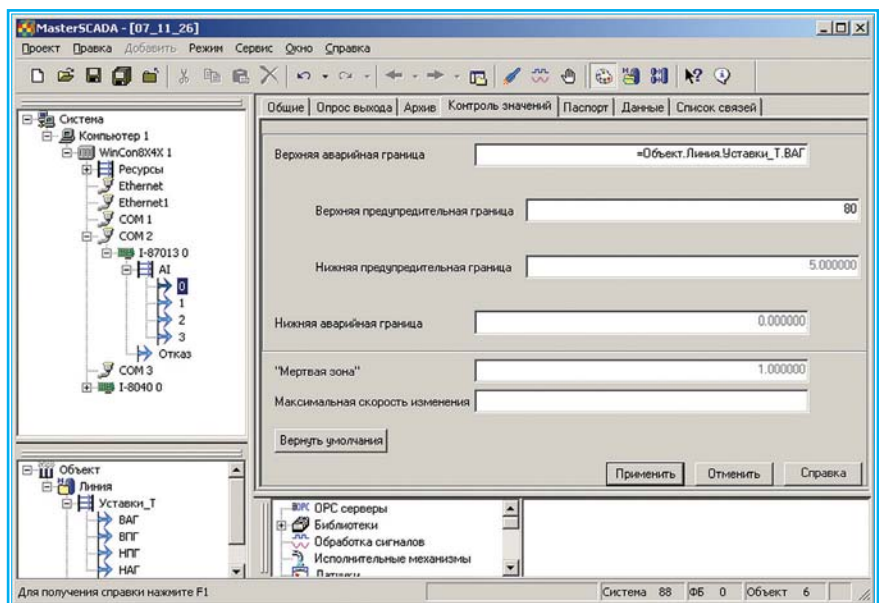 MasterSCADA - [07_11_26]
Проект Правка Добавить Режим Сервис Окно Справка
Система
Компьютер 1
WinCon8X4X 1
Ресурсы
Ethernet
Ethernet1
COM 1
COM 2
I-87013 0
AI
0
1
2
3
Отказ
COM 3
I-8040 0
Общие Опрос выхода Архив Контроль значений Паспорт Данные Список связей
Верхняя аварийная граница =Объект.Линия.Уставки_Т.ВАГ
Верхняя предупредительная граница 80
Нижняя предупредительная граница 5.000000
Нижняя аварийная граница 0.000000
"Мертвая зона" 1.000000
Максимальная скорость изменения
Вернуть умолчания
Применить Отменить Справка
Объект
Линия
Уставки_Т
ВАГ
ВПГ
НПГ
НАГ
OPC серверы
Библиотеки
Обработка сигналов
Исполнительные механизмы
Для получения справки нажмите F1
Система 88 ФБ 0 Объект 6